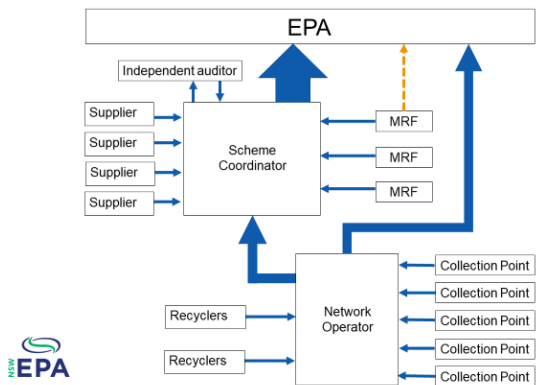 EPA
Independent auditor
Supplier
Supplier
Supplier
Supplier
Scheme
Coordinator
MRF
MRF
MRF
Recyclers
Recyclers
Network
Operator
Collection Point
Collection Point
Collection Point
Collection Point
Collection Point
NSW
EPA